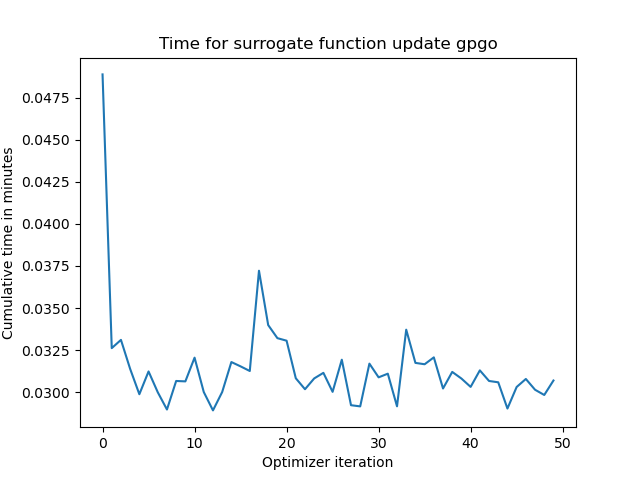 Time for surrogate function update gpgo
Cumulative time in minutes
0.0475
0.0450
0.0425
0.0400
0.0375
0.0350
0.0325
0.0300
0 10 20 30 40 50
Optimizer iteration